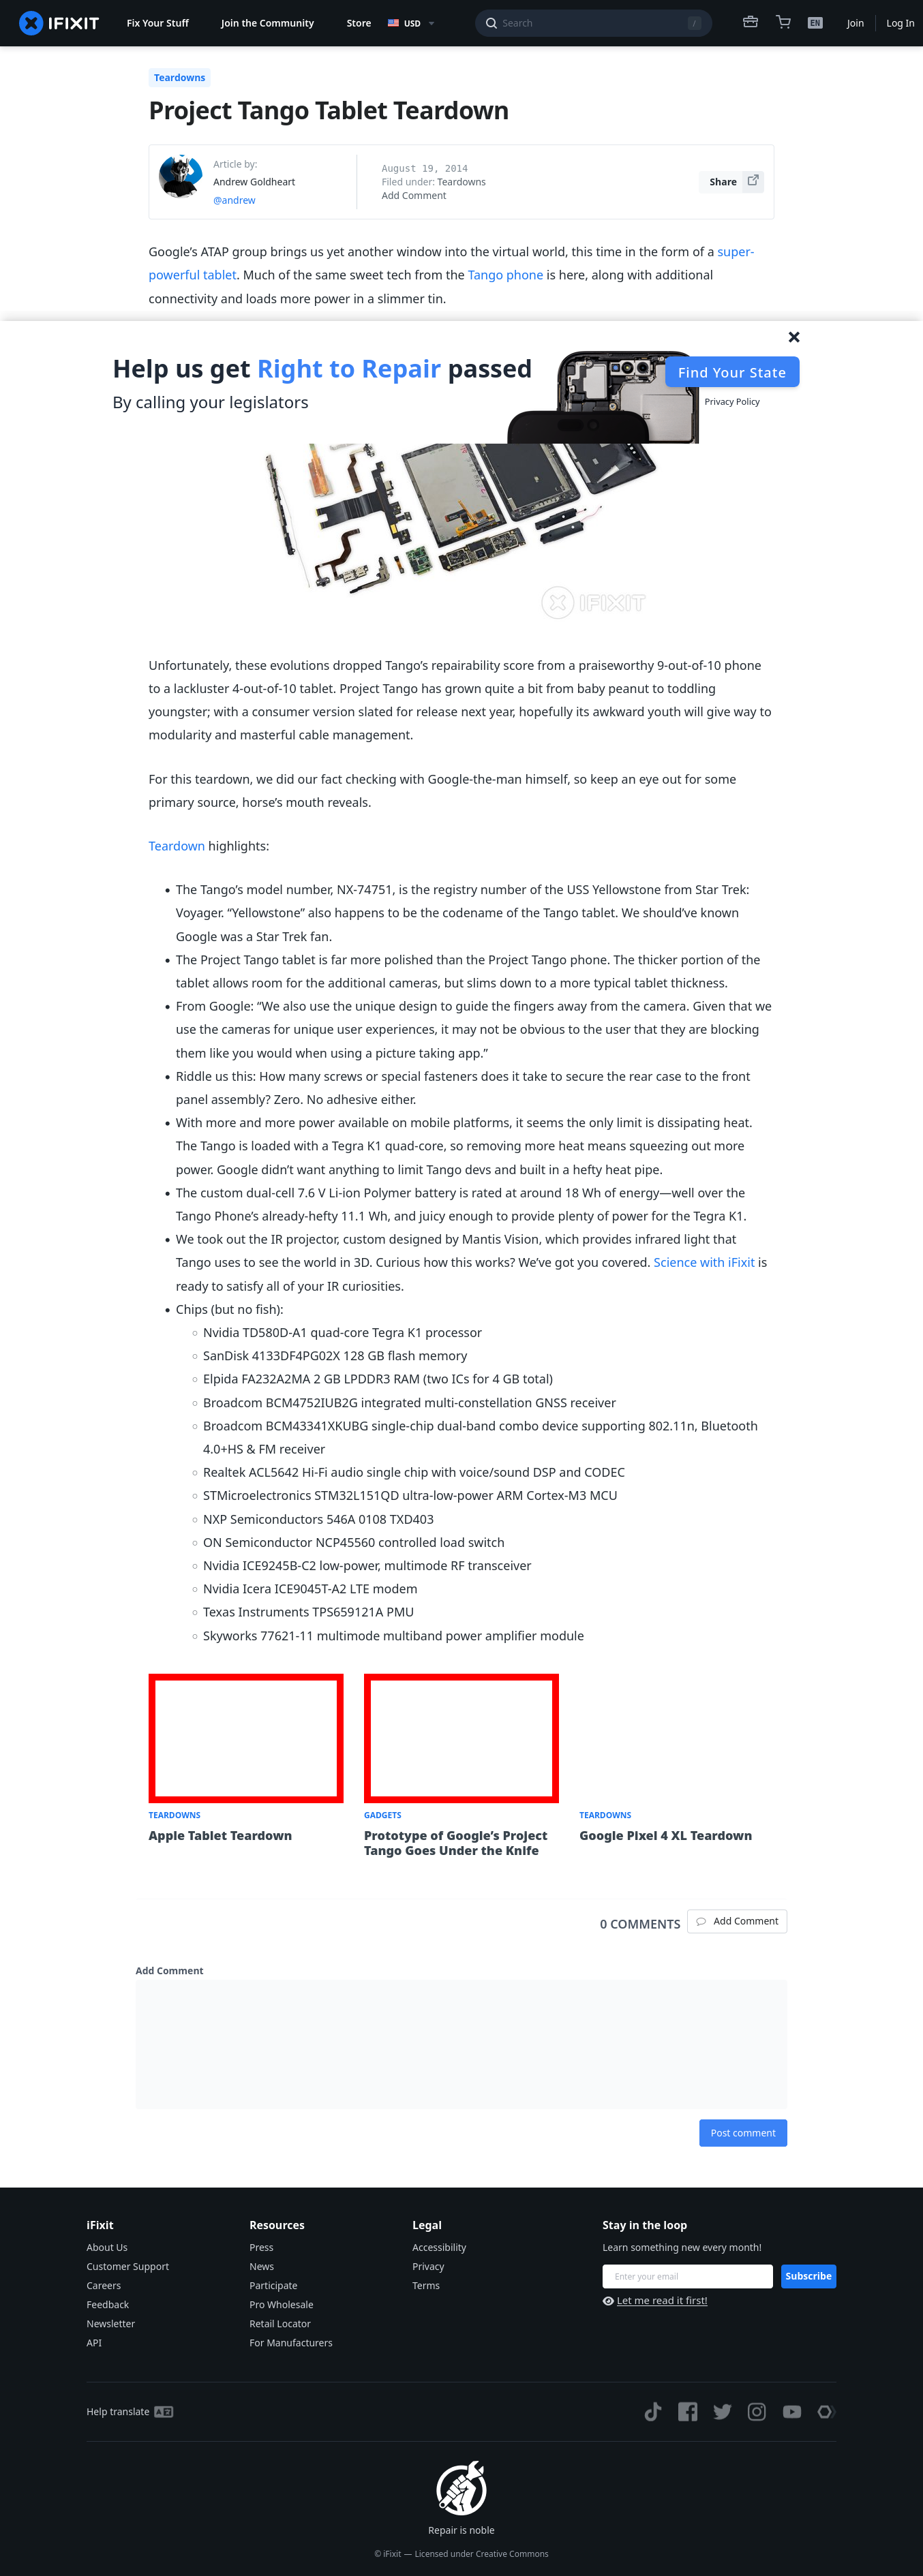 IFIXIT
Fix Your Stuff
Join the Community
Store
USD
Search
/
EN
Join
Log In
Teardowns
Project Tango Tablet Teardown
Article by:
Andrew Goldheart
@andrew
August 19, 2014
Filed under: Teardowns
Add Comment
Share
Google’s ATAP group brings us yet another window into the virtual world, this time in the form of a super-
powerful tablet. Much of the same sweet tech from the Tango phone is here, along with additional
connectivity and loads more power in a slimmer tin.
Help us get Right to Repair passed
By calling your legislators
Find Your State
Privacy Policy
IFIXIT
Unfortunately, these evolutions dropped Tango’s repairability score from a praiseworthy 9-out-of-10 phone
to a lackluster 4-out-of-10 tablet. Project Tango has grown quite a bit from baby peanut to toddling
youngster; with a consumer version slated for release next year, hopefully its awkward youth will give way to
modularity and masterful cable management.
For this teardown, we did our fact checking with Google-the-man himself, so keep an eye out for some
primary source, horse’s mouth reveals.
Teardown highlights:
The Tango’s model number, NX-74751, is the registry number of the USS Yellowstone from Star Trek:
Voyager. “Yellowstone” also happens to be the codename of the Tango tablet. We should’ve known
Google was a Star Trek fan.
The Project Tango tablet is far more polished than the Project Tango phone. The thicker portion of the
tablet allows room for the additional cameras, but slims down to a more typical tablet thickness.
From Google: “We also use the unique design to guide the fingers away from the camera. Given that we
use the cameras for unique user experiences, it may not be obvious to the user that they are blocking
them like you would when using a picture taking app.”
Riddle us this: How many screws or special fasteners does it take to secure the rear case to the front
panel assembly? Zero. No adhesive either.
With more and more power available on mobile platforms, it seems the only limit is dissipating heat.
The Tango is loaded with a Tegra K1 quad-core, so removing more heat means squeezing out more
power. Google didn’t want anything to limit Tango devs and built in a hefty heat pipe.
The custom dual-cell 7.6 V Li-ion Polymer battery is rated at around 18 Wh of energy—well over the
Tango Phone’s already-hefty 11.1 Wh, and juicy enough to provide plenty of power for the Tegra K1.
We took out the IR projector, custom designed by Mantis Vision, which provides infrared light that
Tango uses to see the world in 3D. Curious how this works? We’ve got you covered. Science with iFixit is
ready to satisfy all of your IR curiosities.
Chips (but no fish):
Nvidia TD580D-A1 quad-core Tegra K1 processor
SanDisk 4133DF4PG02X 128 GB flash memory
Elpida FA232A2MA 2 GB LPDDR3 RAM (two ICs for 4 GB total)
Broadcom BCM4752IUB2G integrated multi-constellation GNSS receiver
Broadcom BCM43341XKUBG single-chip dual-band combo device supporting 802.11n, Bluetooth
4.0+HS & FM receiver
Realtek ACL5642 Hi-Fi audio single chip with voice/sound DSP and CODEC
STMicroelectronics STM32L151QD ultra-low-power ARM Cortex-M3 MCU
NXP Semiconductors 546A 0108 TXD403
ON Semiconductor NCP45560 controlled load switch
Nvidia ICE9245B-C2 low-power, multimode RF transceiver
Nvidia Icera ICE9045T-A2 LTE modem
Texas Instruments TPS659121A PMU
Skyworks 77621-11 multimode multiband power amplifier module
TEARDOWNS
Apple Tablet Teardown
GADGETS
Prototype of Google’s Project
Tango Goes Under the Knife
TEARDOWNS
Google Pixel 4 XL Teardown
0 COMMENTS
Add Comment
Add Comment
Post comment
iFixit
About Us
Customer Support
Careers
Feedback
Newsletter
API
Resources
Press
News
Participate
Pro Wholesale
Retail Locator
For Manufacturers
Legal
Accessibility
Privacy
Terms
Stay in the loop
Learn something new every month!
Enter your email
Subscribe
Let me read it first!
Help translate
Repair is noble
© iFixit — Licensed under Creative Commons